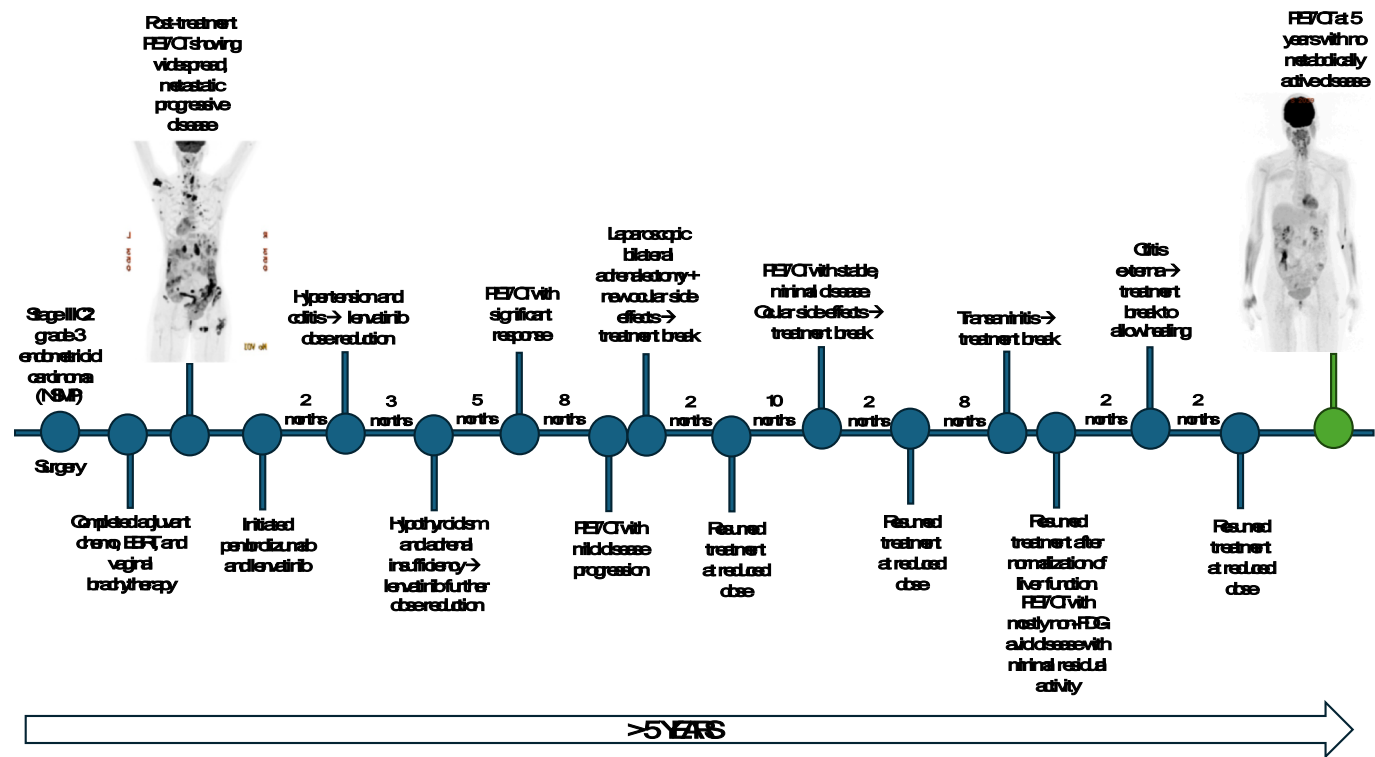 Post-treatment
PET/CT showing
widespread,
metastatic
progressive
disease
PET/CT at 5
years with no
metabolically
active disease
Stage IIIC2
grade 3
endometrioid
carcinoma
(NSMP)
Hypertension and
colitis→ lenvatinib
dose reduction
PET/CT with
significant
response
Laparoscopic
bilateral
adrenalectomy +
new ocular side
effects→
treatment break
PET/CT with stable,
minimal disease
Ocular side effects→
treatment break
Transaminitis→
treatment break
Otitis
externa→
treatment
break to
allow healing
2
months
3
months
5
months
8
months
2
months
10
months
2
months
8
months
2
months
2
months
Surgery
Completed adjuvant
chemo, EBRT, and
vaginal
brachytherapy
Initiated
pembrolizumab
and lenvatinib
Hypothyroidism
and adrenal
insufficiency→
lenvatinib further
dose reduction
PET/CT with
mild disease
progression
Resumed
treatment
at reduced
dose
Resumed
treatment
at reduced
dose
Resumed
treatment after
normalization of
liver function
PET/CT with
mostly non-FDG
avid disease with
minimal residual
activity
Resumed
treatment
at reduced
dose
>5 YEARS